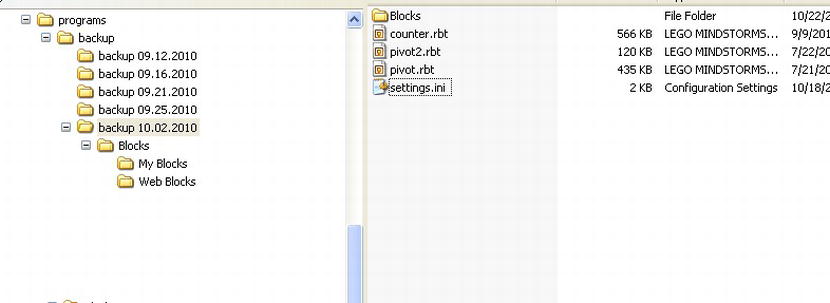 programs
backup
backup 09.12.2010
backup 09.16.2010
backup 09.21.2010
backup 09.25.2010
backup 10.02.2010
Blocks
My Blocks
Web Blocks
Blocks File Folder 10/22/2
counter.rbt 566 KB LEGO MINDSTORMS... 9/9/201
pivot2.rbt 120 KB LEGO MINDSTORMS... 7/22/20
pivot.rbt 435 KB LEGO MINDSTORMS... 7/21/20
settings.ini 2 KB Configuration Settings 10/18/2